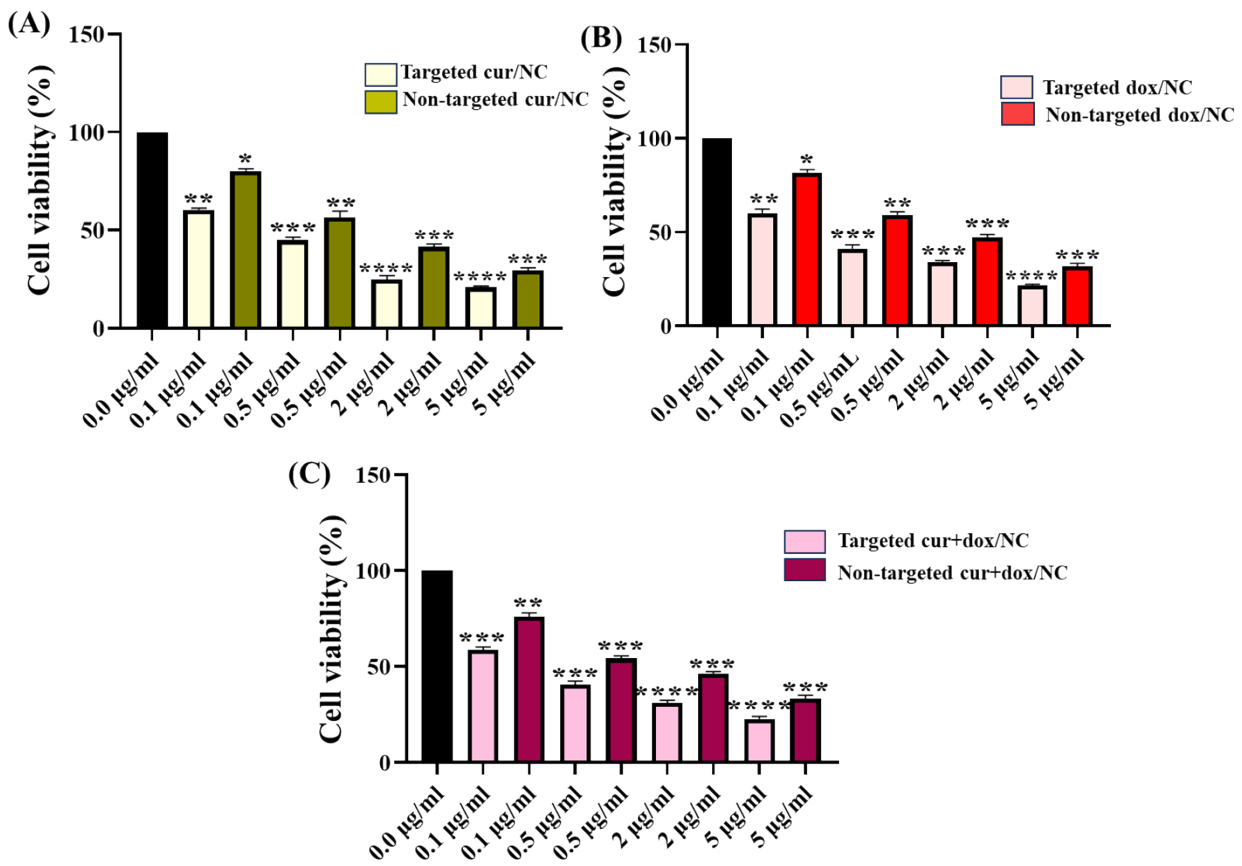 (A)
Cell viability (%)
150
100
50
0
Targeted cur/NC
Non-targeted cur/NC
**
*
***
**
****
***
****
***
0.0 µg/ml
0.1 µg/ml
0.1 µg/ml
0.5 µg/ml
0.5 µg/ml
2 µg/ml
2 µg/ml
5 µg/ml
5 µg/ml
(B)
Cell viability (%)
150
100
50
0
Targeted dox/NC
Non-targeted dox/NC
**
*
***
**
***
***
****
***
0.0 µg/ml
0.1 µg/ml
0.1 µg/ml
0.5 µg/mL
0.5 µg/ml
2 µg/ml
2 µg/ml
5 µg/ml
5 µg/ml
(C)
Cell viability (%)
150
100
50
0
Targeted cur+dox/NC
Non-targeted cur+dox/NC
***
**
***
***
****
***
****
***
0.0 µg/ml
0.1 µg/ml
0.1 µg/ml
0.5 µg/ml
0.5 µg/ml
2 µg/ml
2 µg/ml
5 µg/ml
5 µg/ml